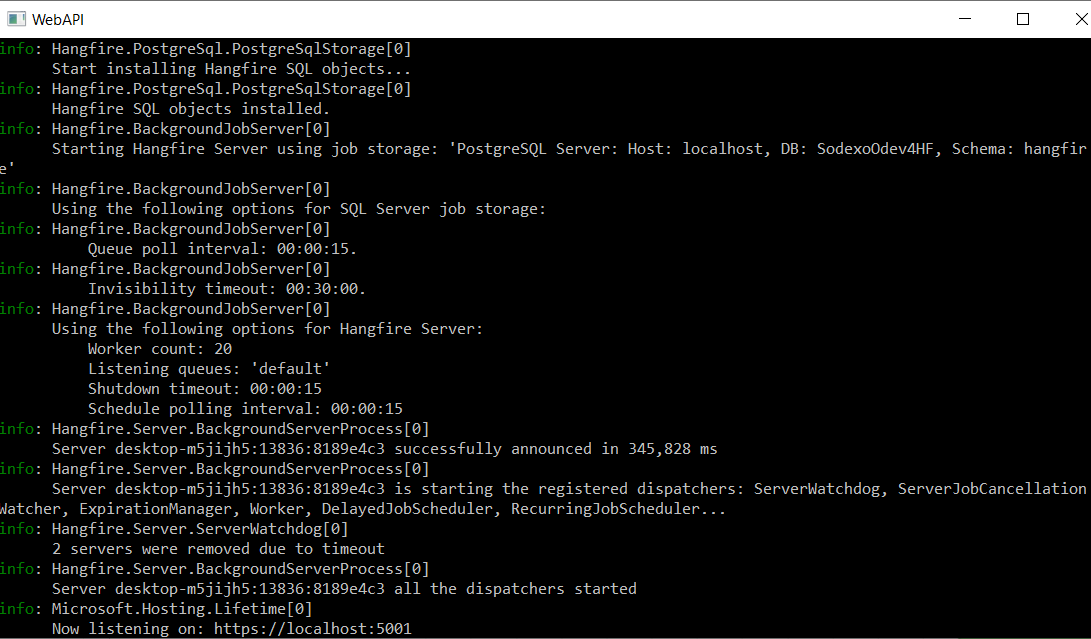 WebAPI
info: Hangfire.PostgreSql.PostgreSqlStorage[0]
Start installing Hangfire SQL objects...
info: Hangfire.PostgreSql.PostgreSqlStorage[0]
Hangfire SQL objects installed.
info: Hangfire.BackgroundJobServer[0]
Starting Hangfire Server using job storage: 'PostgreSQL Server: Host: localhost, DB: SodexoOdev4HF, Schema: hangfir
e'
info: Hangfire.BackgroundJobServer[0]
Using the following options for SQL Server job storage:
info: Hangfire.BackgroundJobServer[0]
Queue poll interval: 00:00:15.
info: Hangfire.BackgroundJobServer[0]
Invisibility timeout: 00:30:00.
info: Hangfire.BackgroundJobServer[0]
Using the following options for Hangfire Server:
Worker count: 20
Listening queues: 'default'
Shutdown timeout: 00:00:15
Schedule polling interval: 00:00:15
info: Hangfire.Server.BackgroundServerProcess[0]
Server desktop-m5jijh5:13836:8189e4c3 successfully announced in 345,828 ms
info: Hangfire.Server.BackgroundServerProcess[0]
Server desktop-m5jijh5:13836:8189e4c3 is starting the registered dispatchers: ServerWatchdog, ServerJobCancellation
Watcher, ExpirationManager, Worker, DelayedJobScheduler, RecurringJobScheduler...
info: Hangfire.Server.ServerWatchdog[0]
2 servers were removed due to timeout
info: Hangfire.Server.BackgroundServerProcess[0]
Server desktop-m5jijh5:13836:8189e4c3 all the dispatchers started
info: Microsoft.Hosting.Lifetime[0]
Now listening on: https://localhost:5001